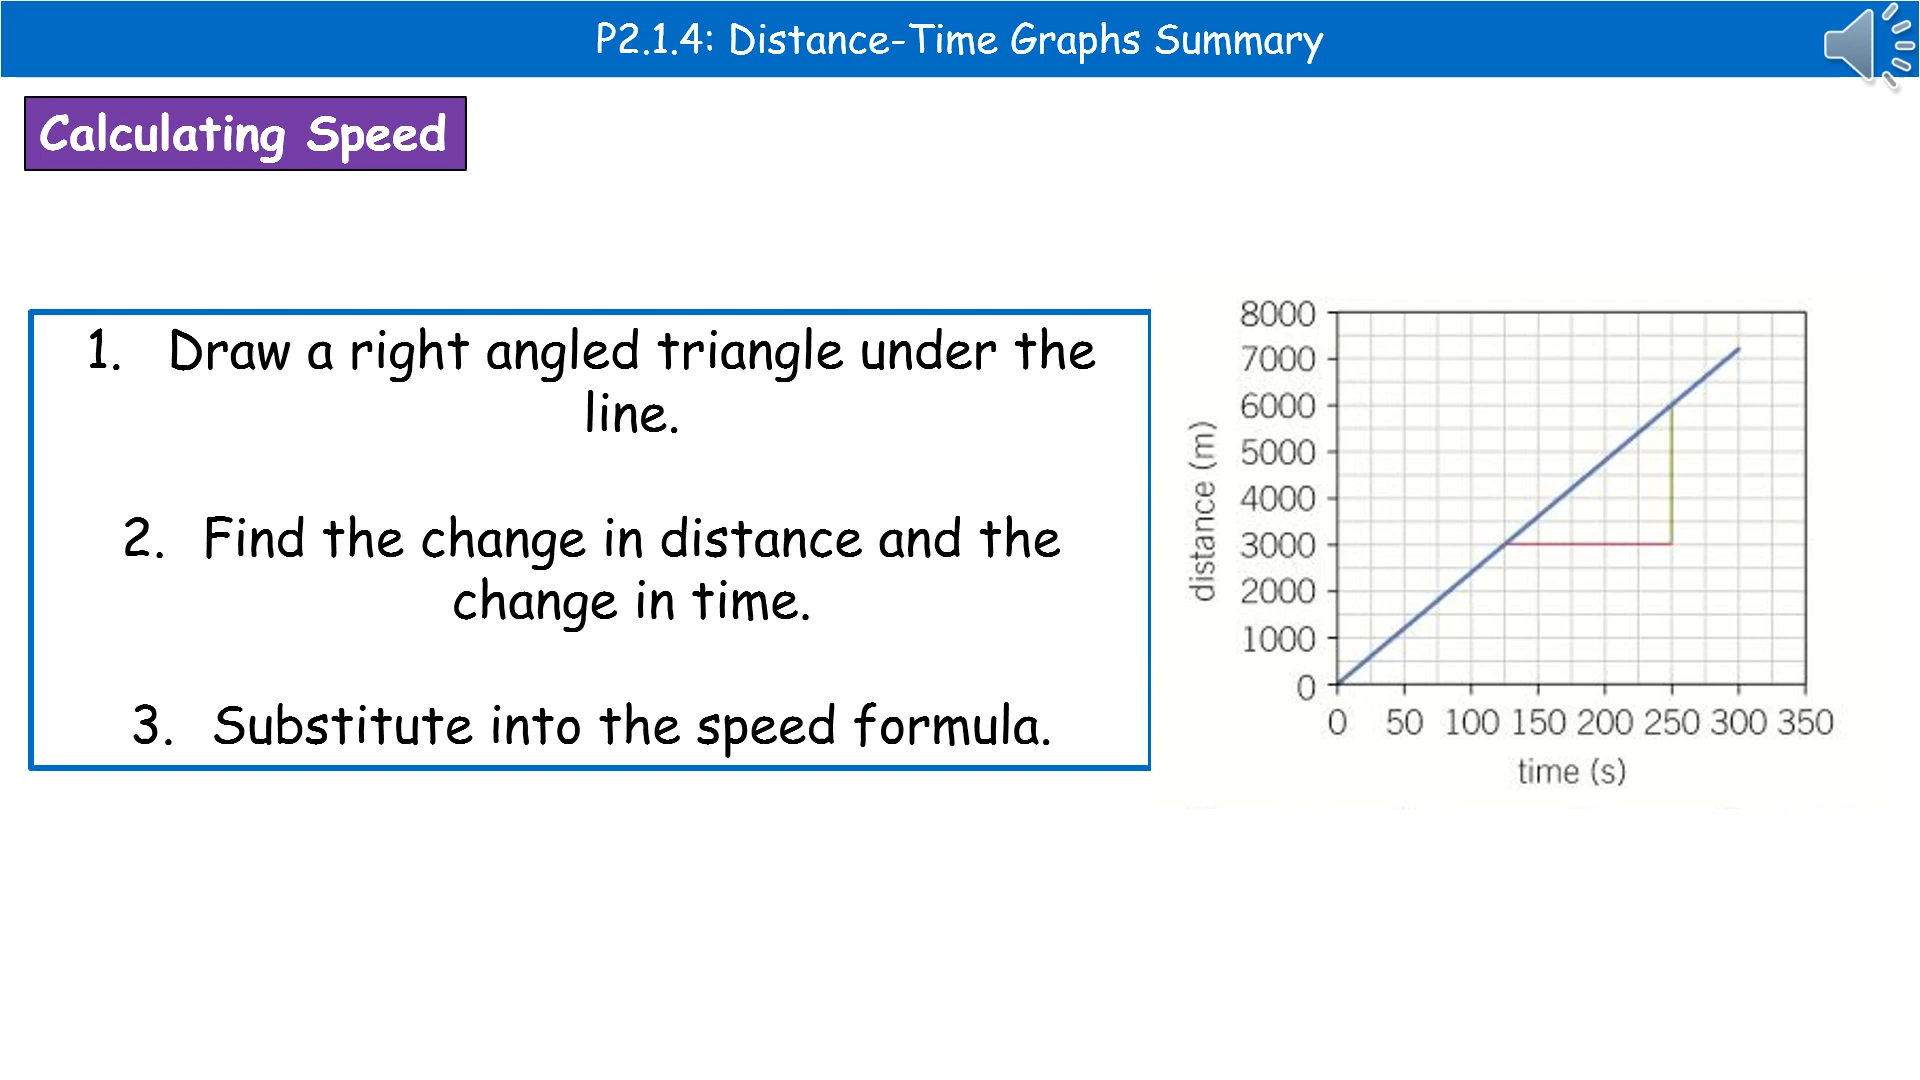 P2.1.4: Distance-Time Graphs Summary
Calculating Speed
1. Draw a right angled triangle under the
line.
2. Find the change in distance and the
change in time.
3. Substitute into the speed formula.
distance (m)
8000
7000
6000
5000
4000
3000
2000
1000
0
0 50 100 150 200 250 300 350
time (s)